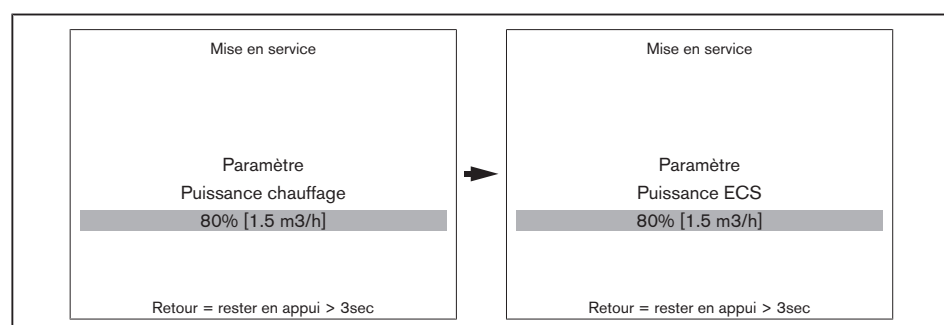 Mise en service
Paramètre
Puissance chauffage
80% [1.5 m3/h]
Retour = rester en appui > 3sec
Mise en service
Paramètre
Puissance ECS
80% [1.5 m3/h]
Retour = rester en appui > 3sec